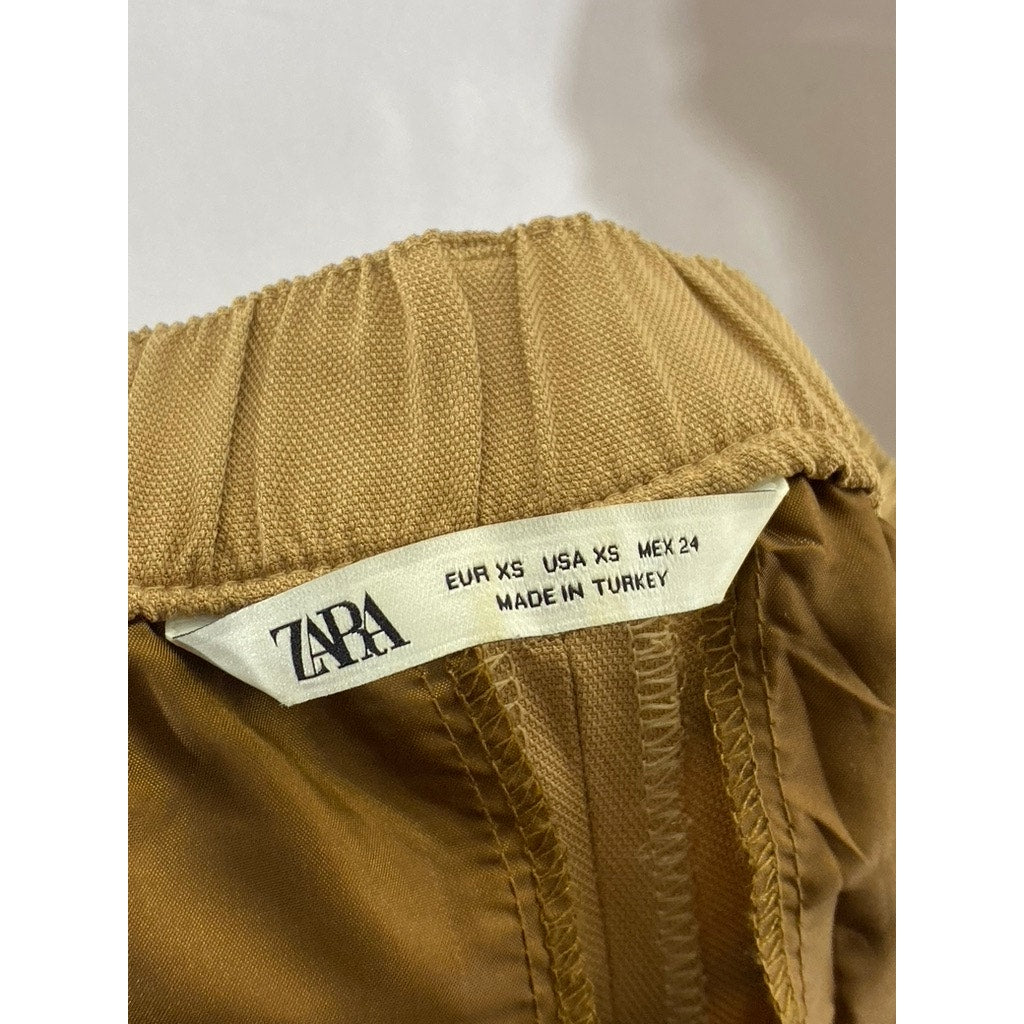 ZARA
EUR XS USA XS MEX 24
MADE IN TURKEY